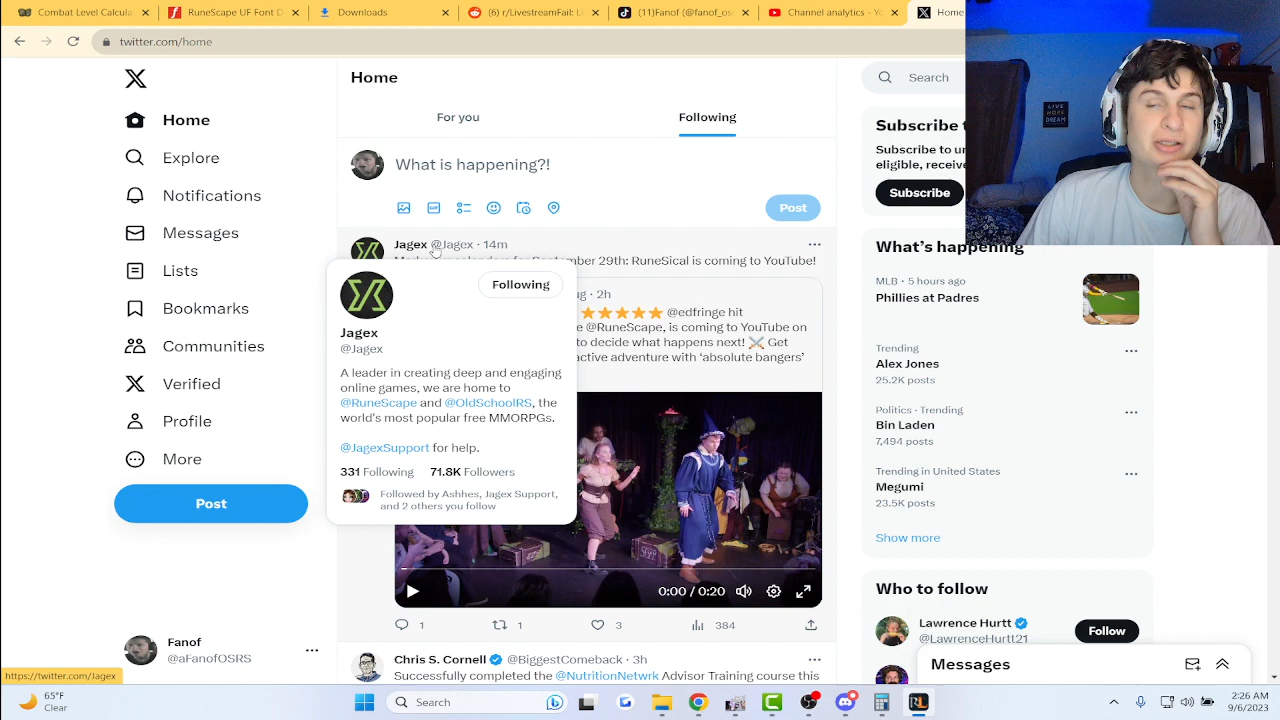 Combat Level Calcula
RuneScape UF Font D
Downloads
(6) r/LivestreamFail: L
(11)Fanof (@fanof_os
Channel analytics - Y
Home
twitter.com/home
X
Home
Explore
Notifications
Messages
Lists
Bookmarks
Communities
Verified
Profile
More
Post
Fanof
@aFanofOSRS
https://twitter.com/Jagex
Home
For you
Following
What is happening?!
GIF
Post
Jagex @Jagex · 14m
September 29th: RuneSical is coming to YouTube!
ug · 2h
@edfringe hit
e @RuneScape, is coming to YouTube on
to decide what happens next! Get
active adventure with ‘absolute bangers’
Following
Jagex
@Jagex
A leader in creating deep and engaging
online games, we are home to
@RuneScape and @OldSchoolRS, the
world's most popular free MMORPGs.
@JagexSupport for help.
331 Following 71.8K Followers
Followed by Ashhes, Jagex Support,
and 2 others you follow
0:00 / 0:20
1
1
3
384
Chris S. Cornell @BiggestComeback · 3h
Successfully completed the @NutritionNetwrk Advisor Training course this
Search
Subscribe t
Subscribe to un
eligible, receive
Subscribe
What’s happening
MLB · 5 hours ago
Phillies at Padres
Trending
Alex Jones
25.2K posts
Politics · Trending
Bin Laden
7,494 posts
Trending in United States
Megumi
23.5K posts
Show more
Who to follow
Lawrence Hurtt
@LawrenceHurtt21
Follow
Messages
LIVE
HOPE
DREAM
65°F
Clear
Search
2:26 AM
9/6/2023